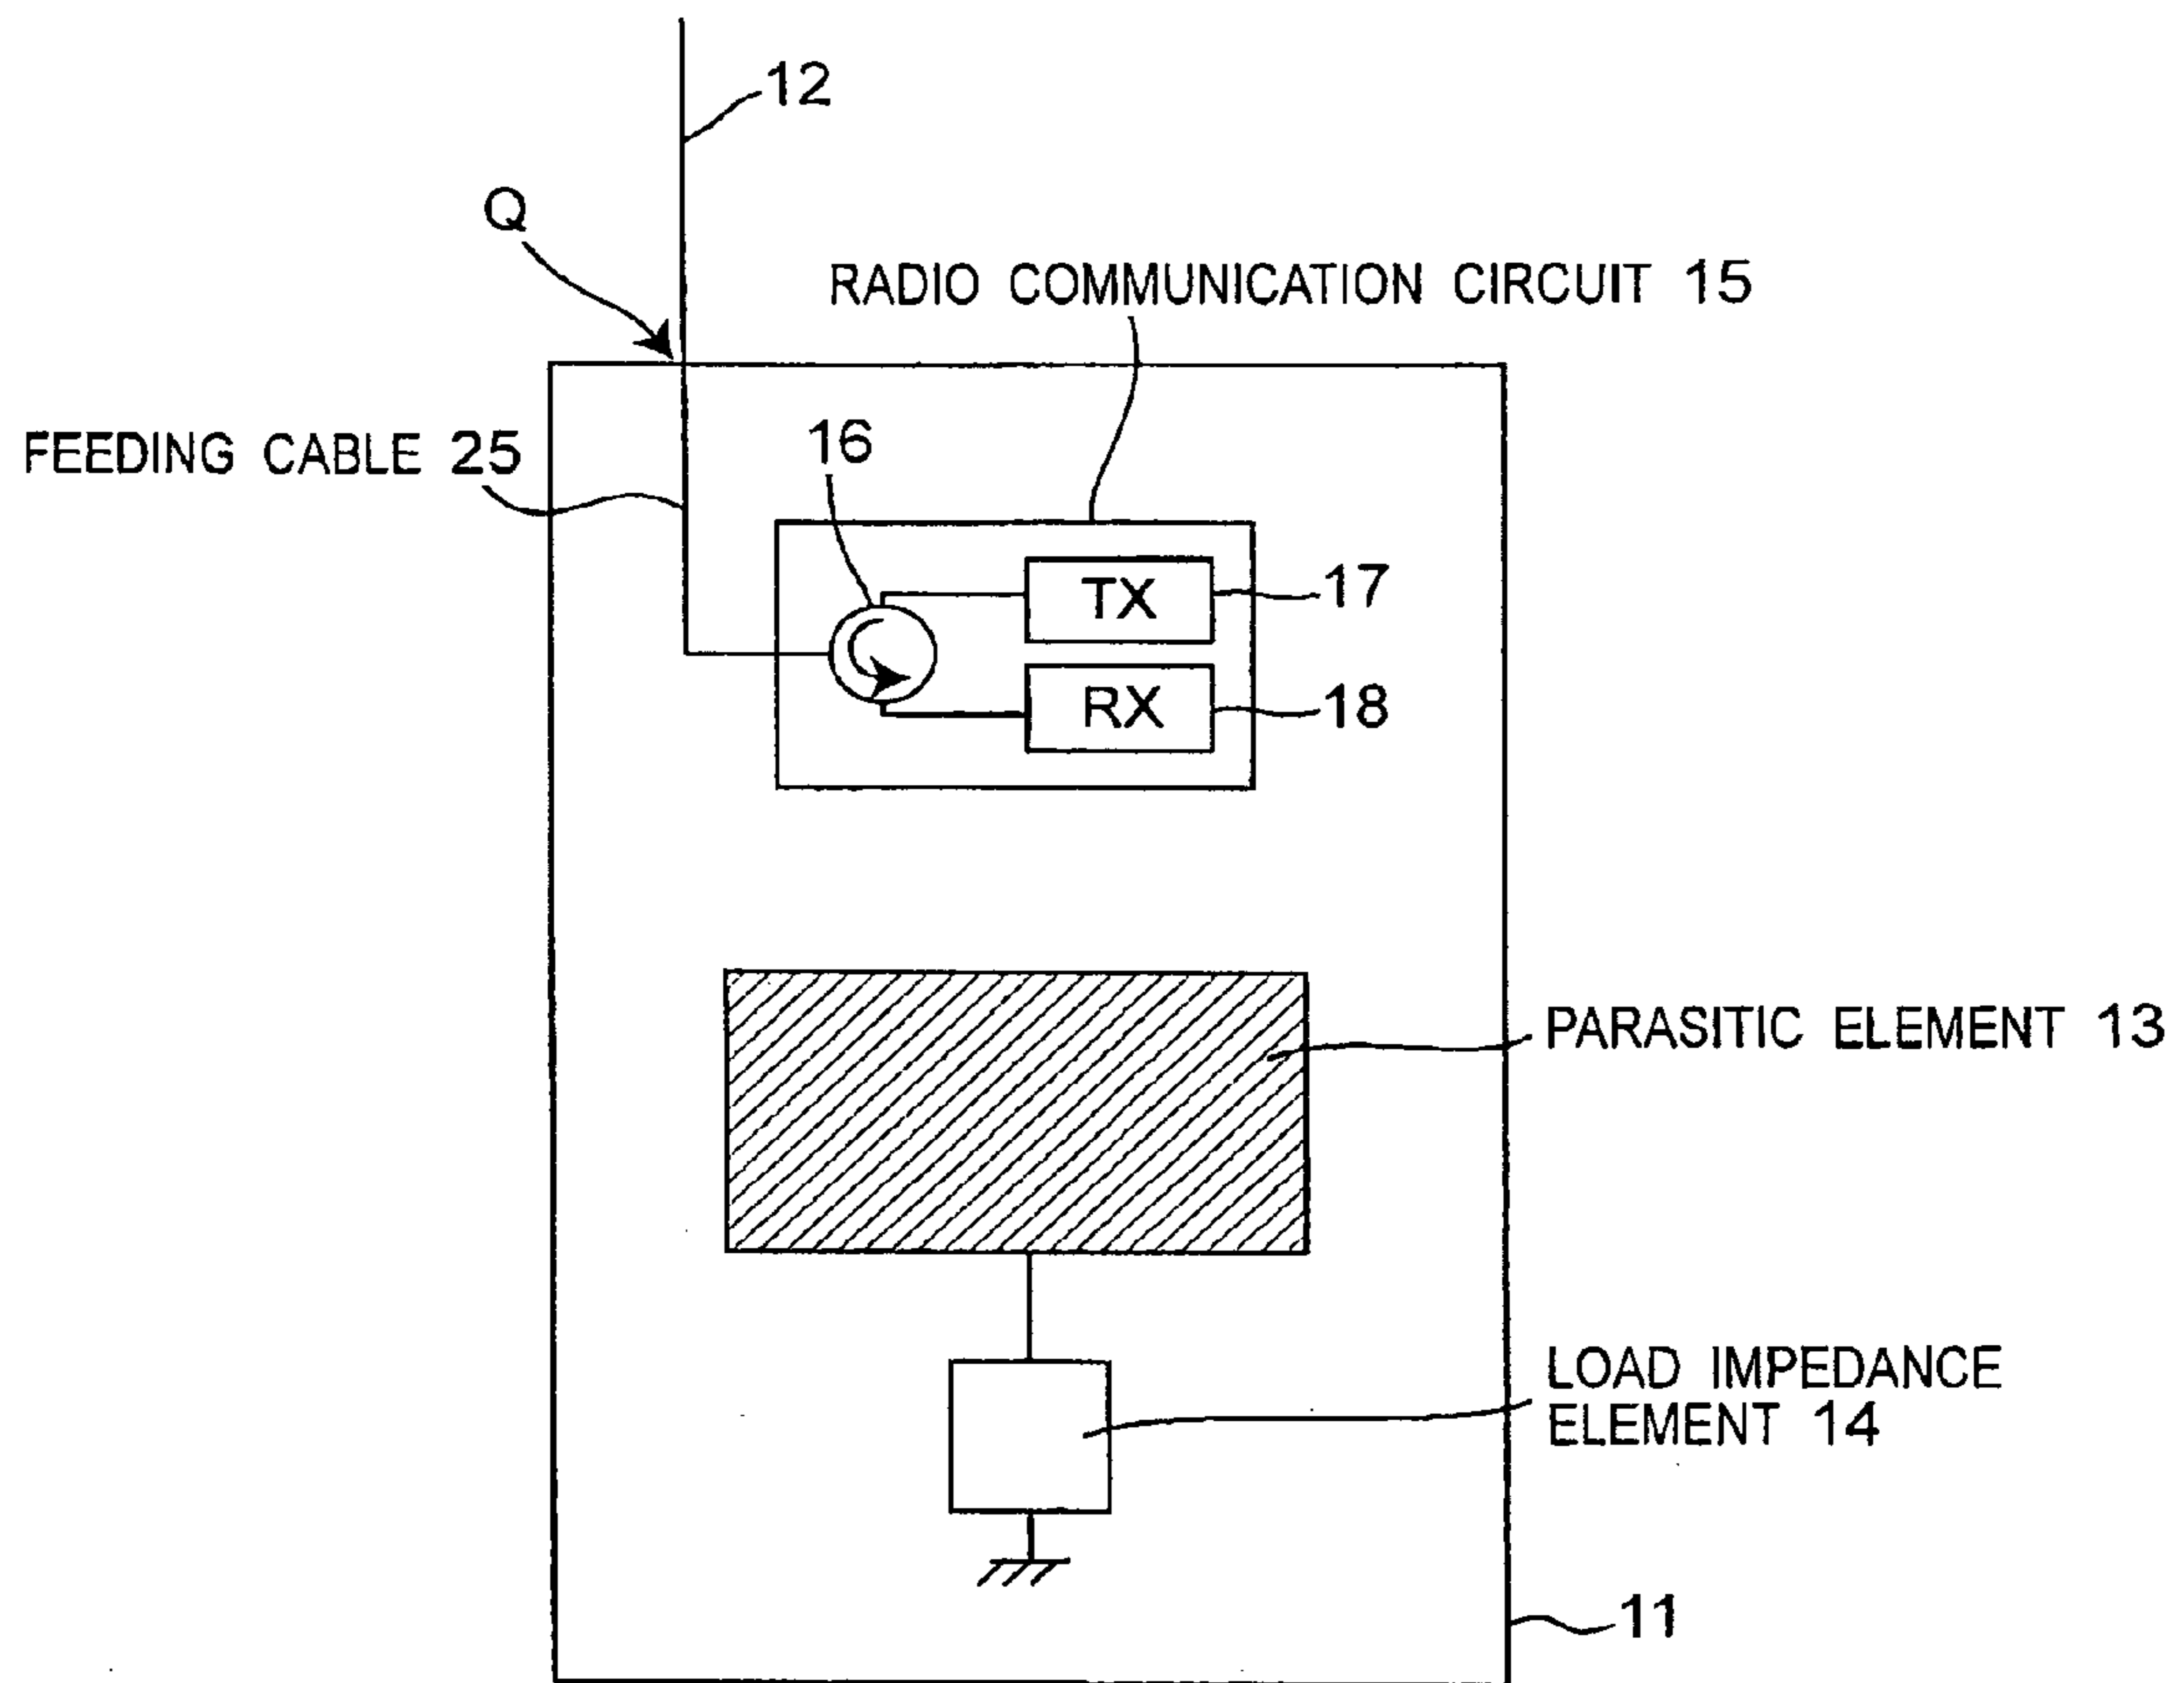 12
Q
RADIO COMMUNICATION CIRCUIT 15
16
FEEDING CABLE 25
TX
17
RX
18
PARASITIC ELEMENT 13
LOAD IMPEDANCE
ELEMENT 14
11